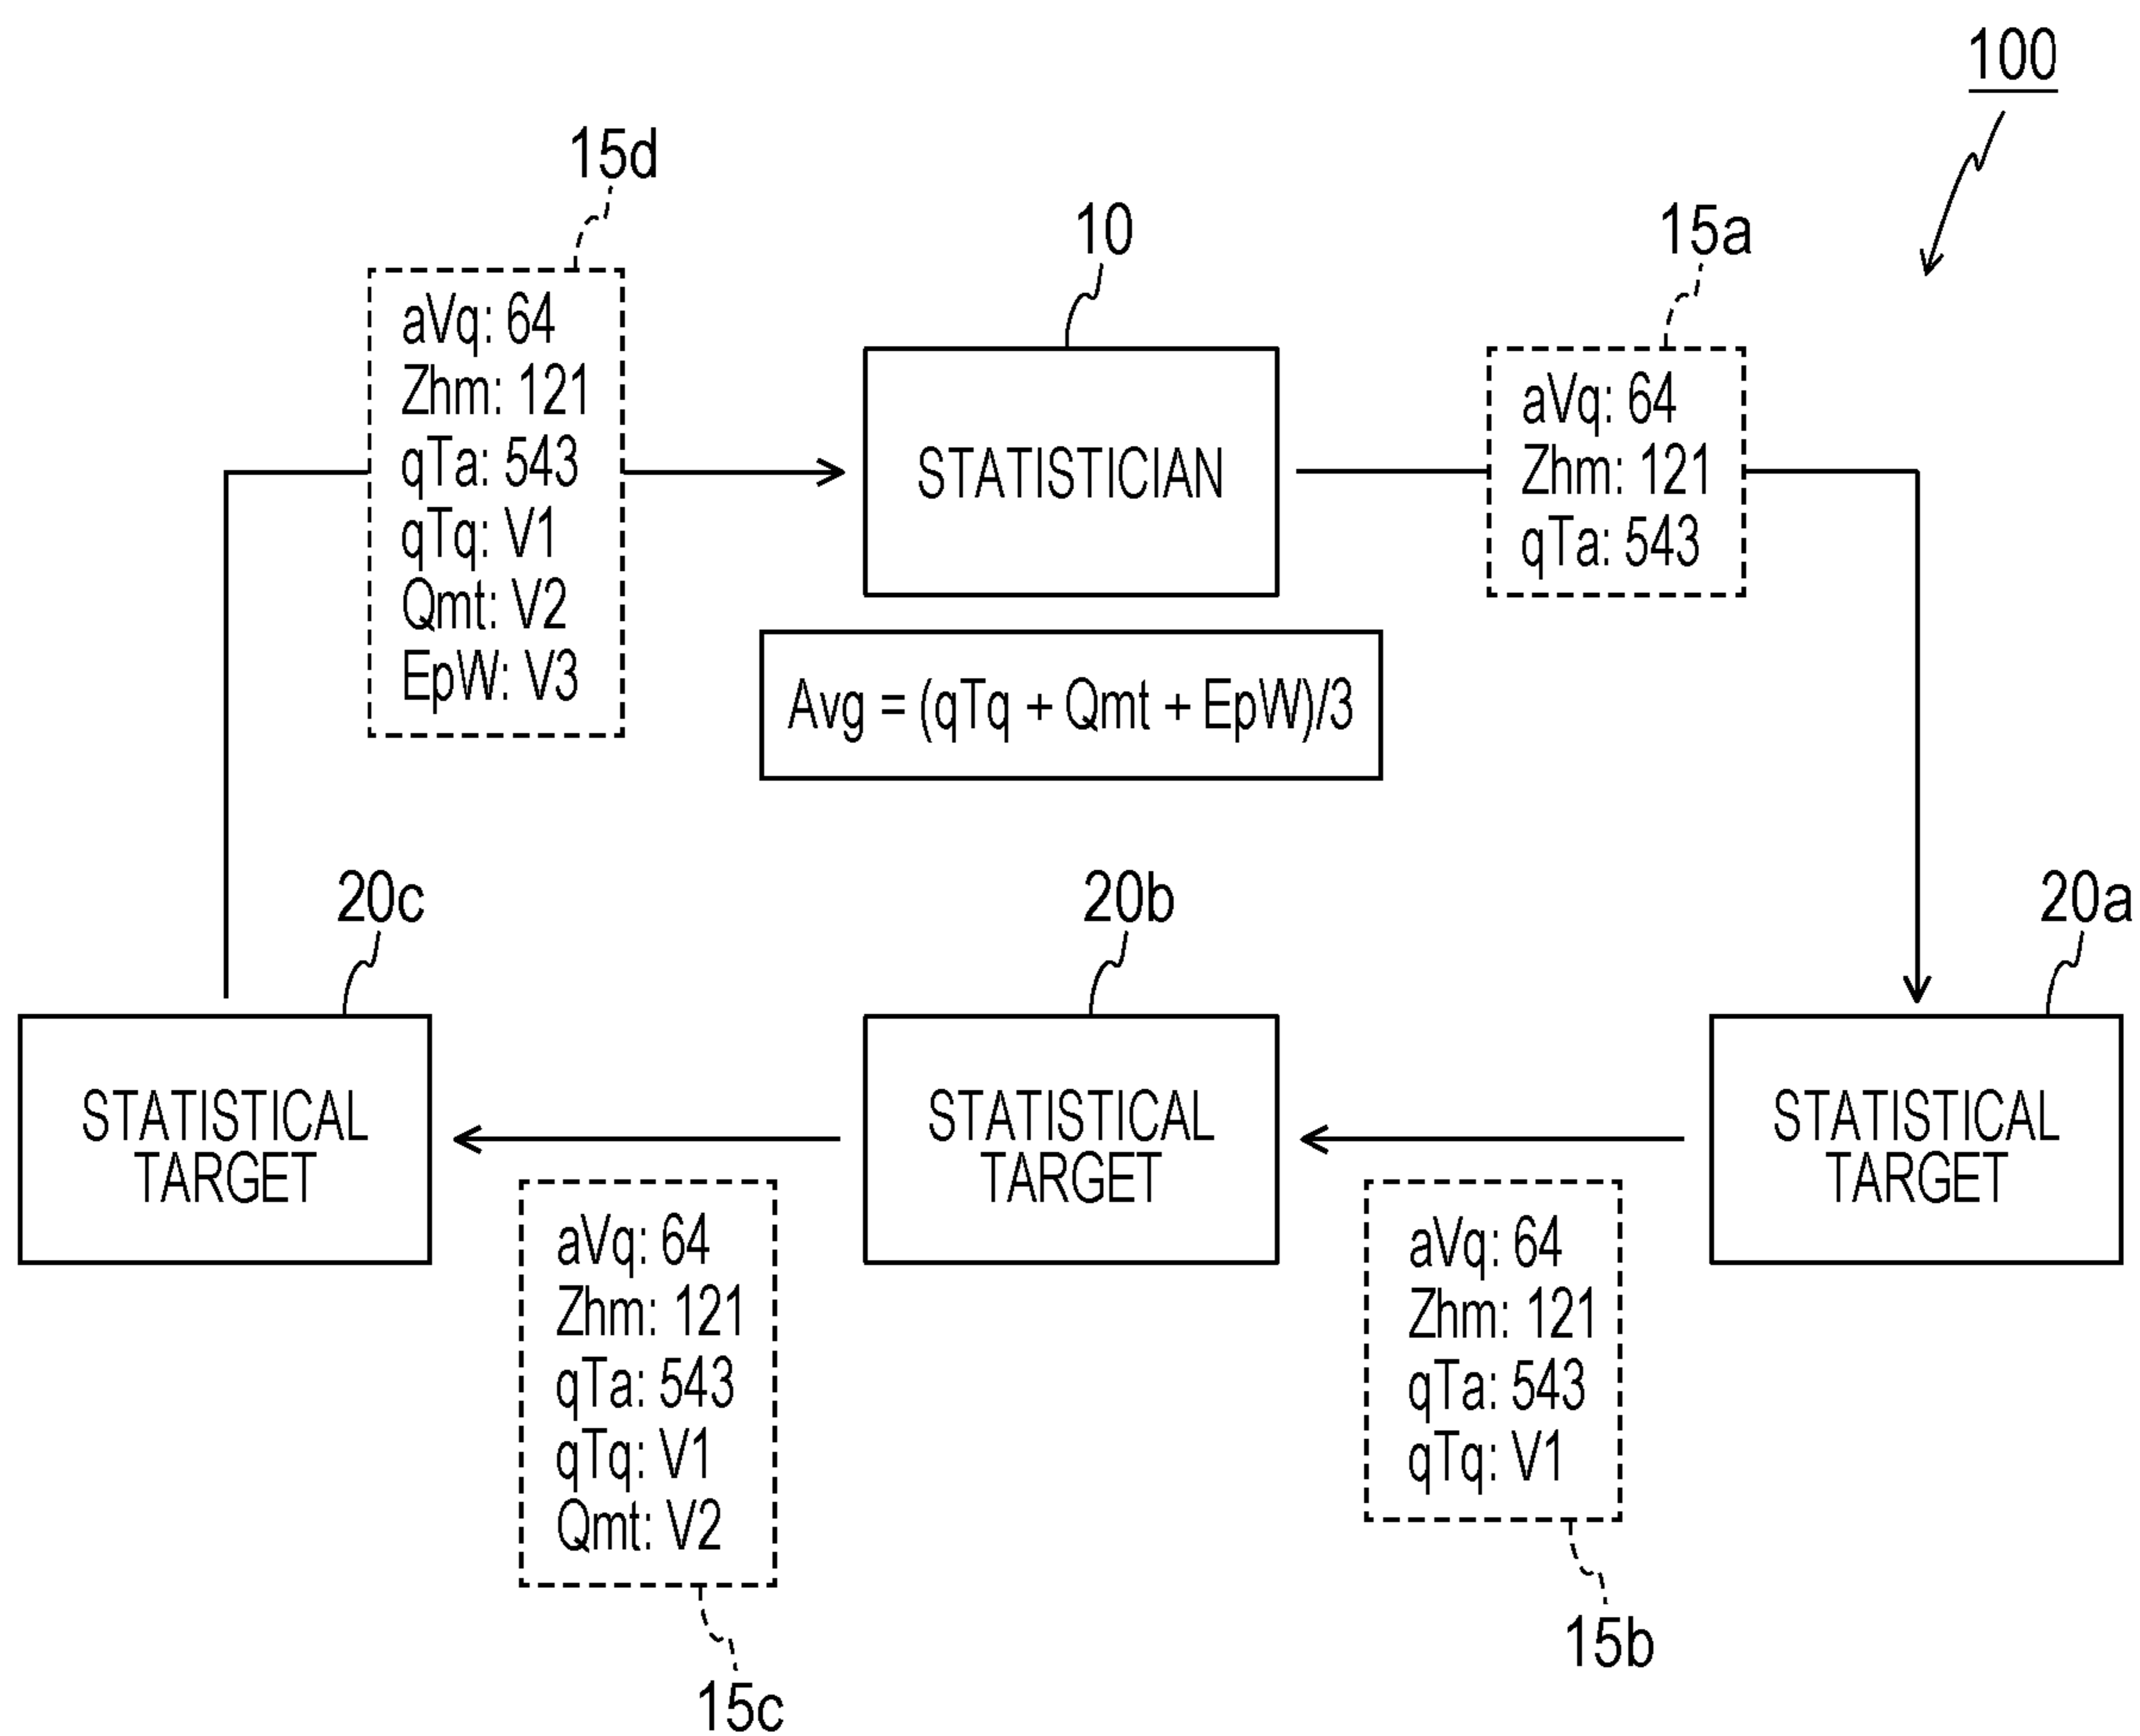 100
15d
10
15a
aVq: 64
Zhm: 121
qTa: 543
qTq: V1
Qmt: V2
EpW: V3
STATISTICIAN
aVq: 64
Zhm: 121
qTa: 543
Avg = (qTq + Qmt + EpW)/3
20c
20b
20a
STATISTICAL
TARGET
STATISTICAL
TARGET
STATISTICAL
TARGET
aVq: 64
Zhm: 121
qTa: 543
qTq: V1
Qmt: V2
aVq: 64
Zhm: 121
qTa: 543
qTq: V1
15b
15c